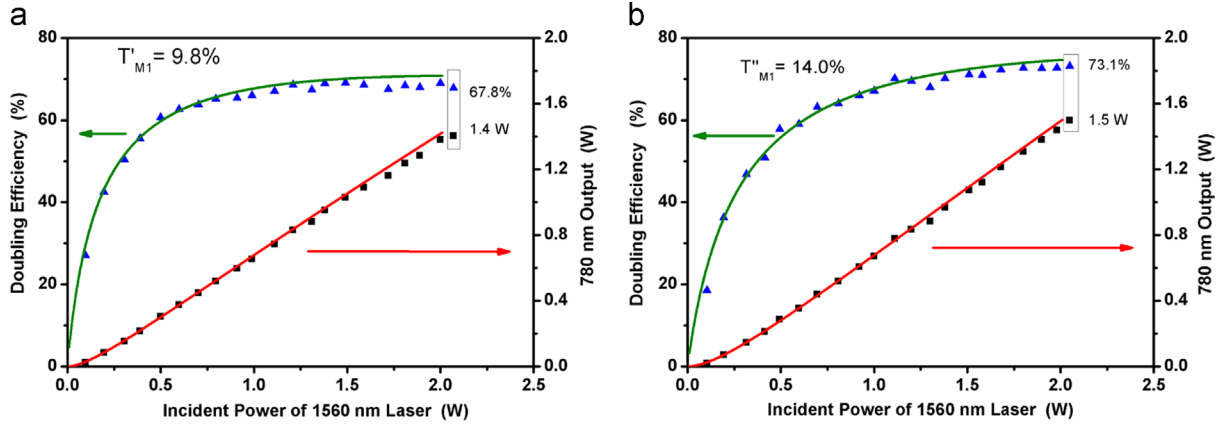 a
T'M1= 9.8%
80
60
40
20
0
Doubling Efficiency (%)
2.0
1.6
1.2
0.8
0.4
0.0
780 nm Output (W)
67.8%
1.4 W
0.0 0.5 1.0 1.5 2.0 2.5
Incident Power of 1560 nm Laser (W)
b
T''M1= 14.0%
80
60
40
20
0
Doubling Efficiency (%)
2.0
1.6
1.2
0.8
0.4
0.0
780 nm Output (W)
73.1%
1.5 W
0.0 0.5 1.0 1.5 2.0 2.5
Incident Power of 1560 nm Laser (W)